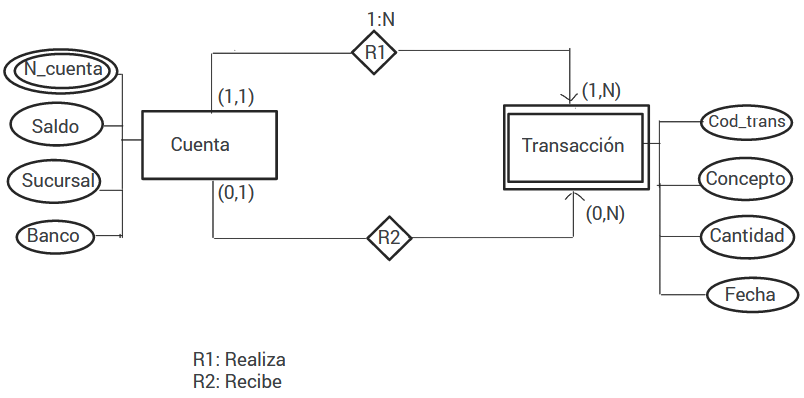 1:N
R1
N_cuenta
(1,1)
(1,N)
Saldo
Cuenta
Transacción
Cod_trans
Sucursal
(0,1)
Concepto
(0,N)
Banco
R2
Cantidad
Fecha
R1: Realiza
R2: Recibe